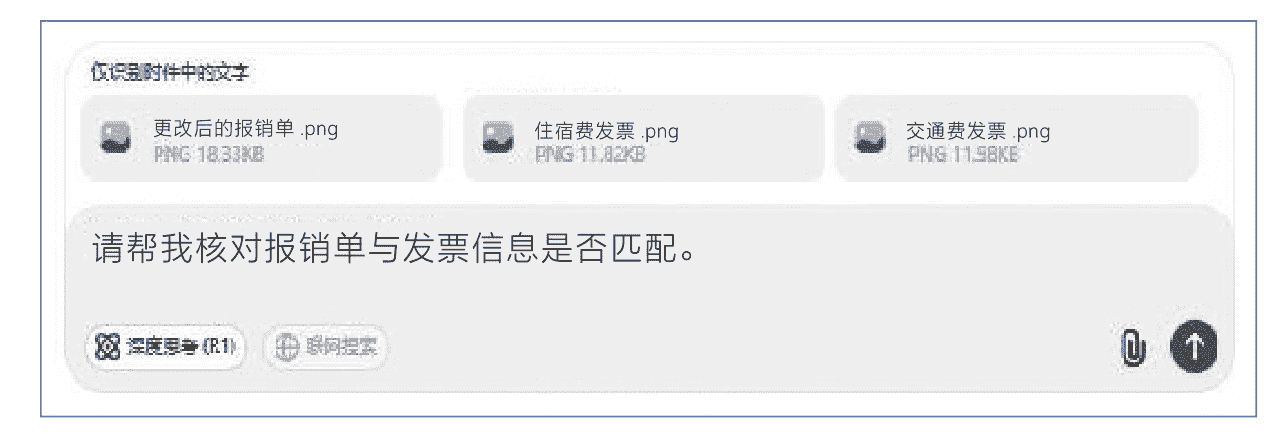 仅识别附件中的文字
更改后的报销单.png
PNG 18.33KB
住宿费发票.png
PNG 11.82KB
交通费发票.png
PNG 11.98KB
请帮我核对报销单与发票信息是否匹配。
深度思考 (R1)
联网搜索